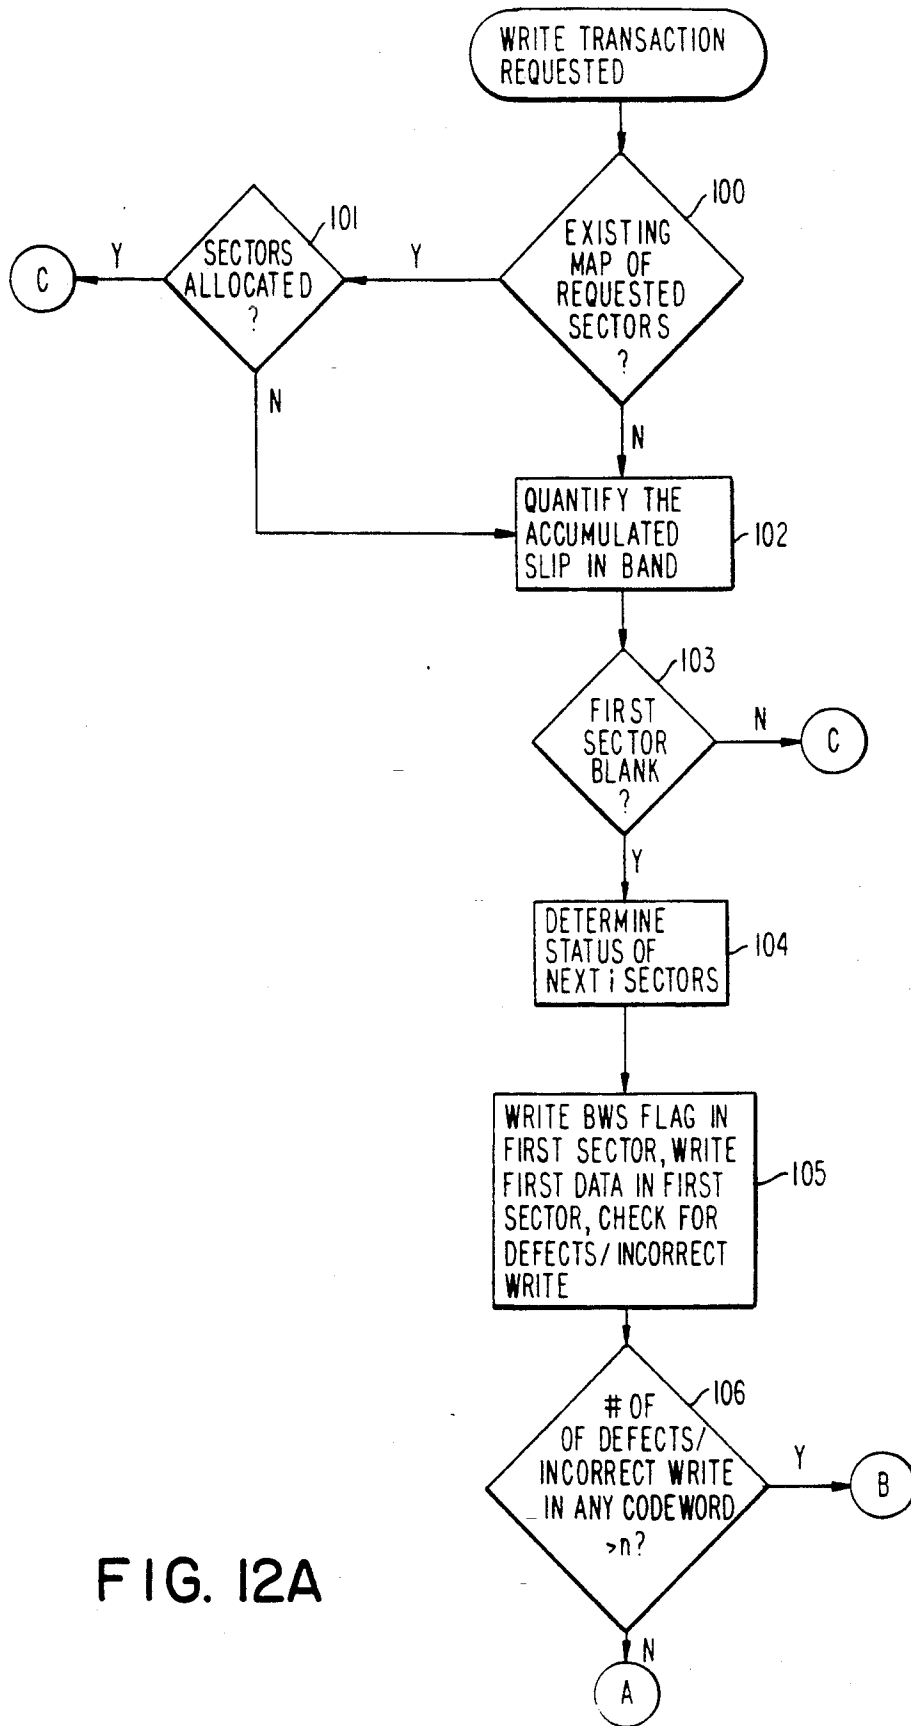 WRITE TRANSACTION
REQUESTED
100
EXISTING
MAP OF
REQUESTED
SECTORS
?
Y
N
101
SECTORS
ALLOCATED
?
Y
C
N
QUANTIFY THE
ACCUMULATED
SLIP IN BAND
102
103
FIRST
SECTOR
BLANK
?
N
C
Y
DETERMINE
STATUS OF
NEXT i SECTORS
104
WRITE BWS FLAG IN
FIRST SECTOR, WRITE
FIRST DATA IN FIRST
SECTOR, CHECK FOR
DEFECTS/INCORRECT
WRITE
105
106
# OF
OF DEFECTS/
INCORRECT WRITE
IN ANY CODEWORD
>n?
Y
B
N
A
FIG. 12A